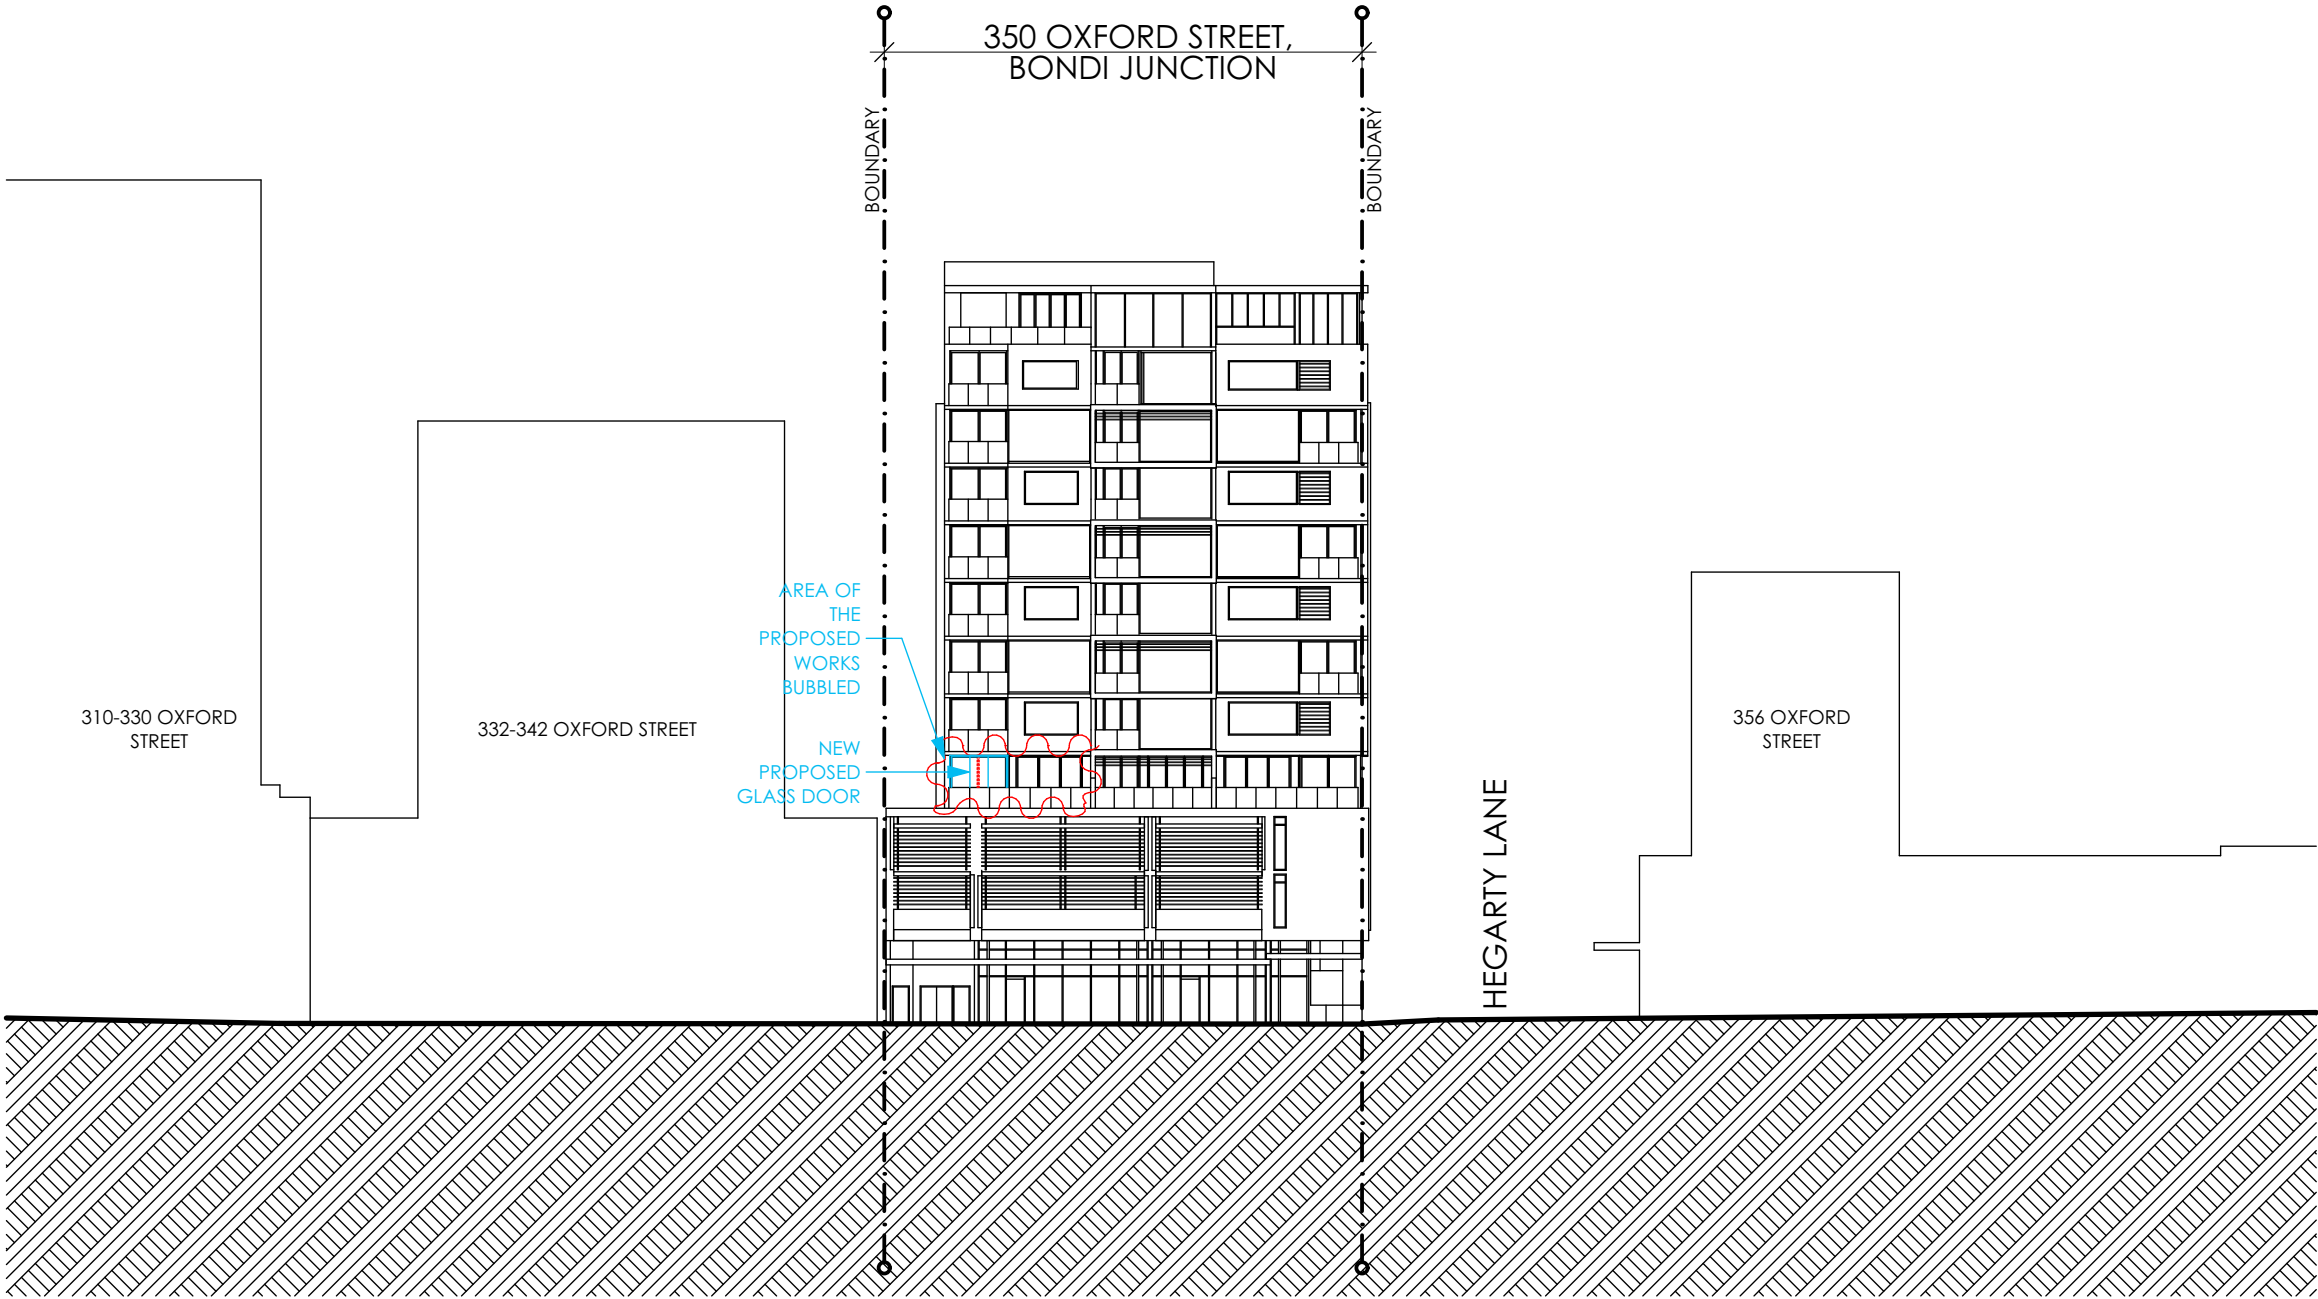 350 OXFORD STREET,
BONDI JUNCTION
BOUNDARY
BOUNDARY
AREA OF
THE
PROPOSED
WORKS
BUBBLED
NEW
PROPOSED
GLASS DOOR
310-330 OXFORD
STREET
332-342 OXFORD STREET
356 OXFORD
STREET
HEGARTY LANE